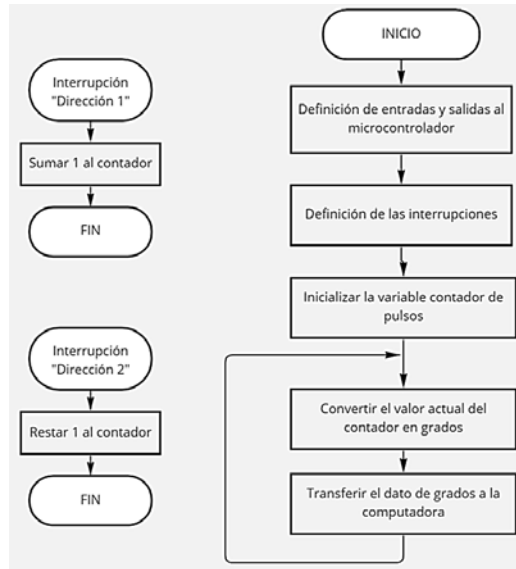 Interrupción
"Dirección 1"
Sumar 1 al contador
FIN
Interrupción
"Dirección 2"
Restar 1 al contador
FIN
INICIO
Definición de entradas y salidas al
microcontrolador
Definición de las interrupciones
Inicializar la variable contador de
pulsos
Convertir el valor actual del
contador en grados
Transferir el dato de grados a la
computadora